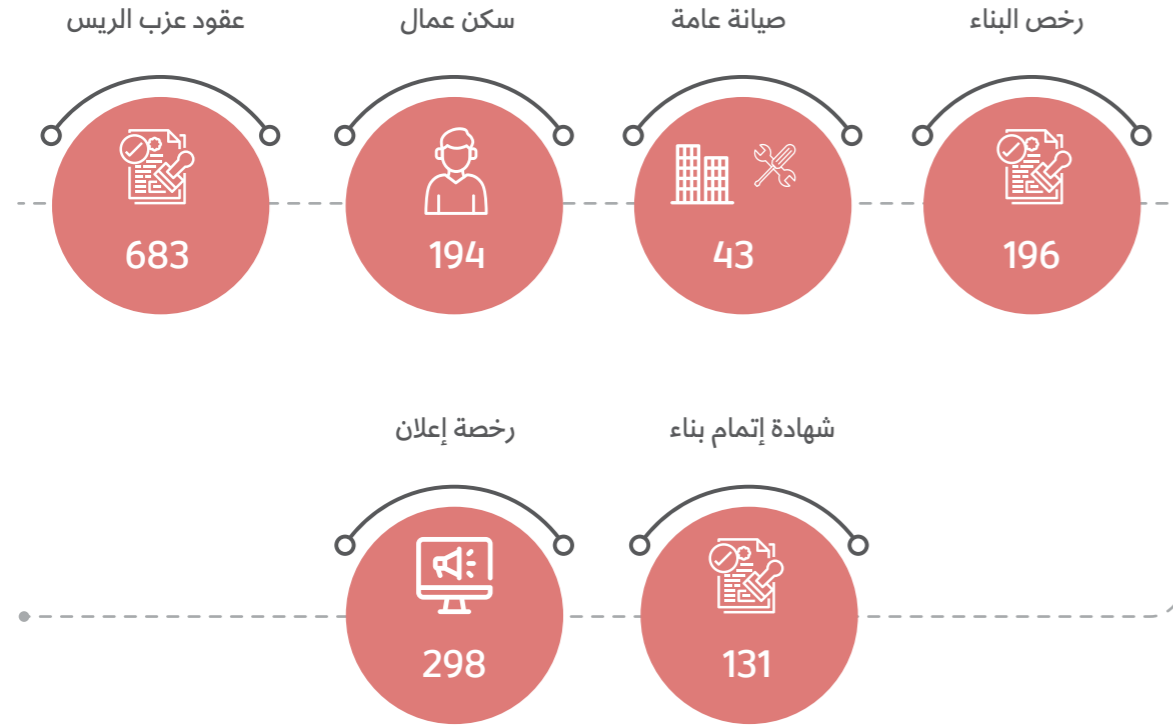 رخص البناء
196
صيانة عامة
43
سكن عمال
194
عقود عزب الريس
683
شهادة إتمام بناء
131
رخصة إعلان
298